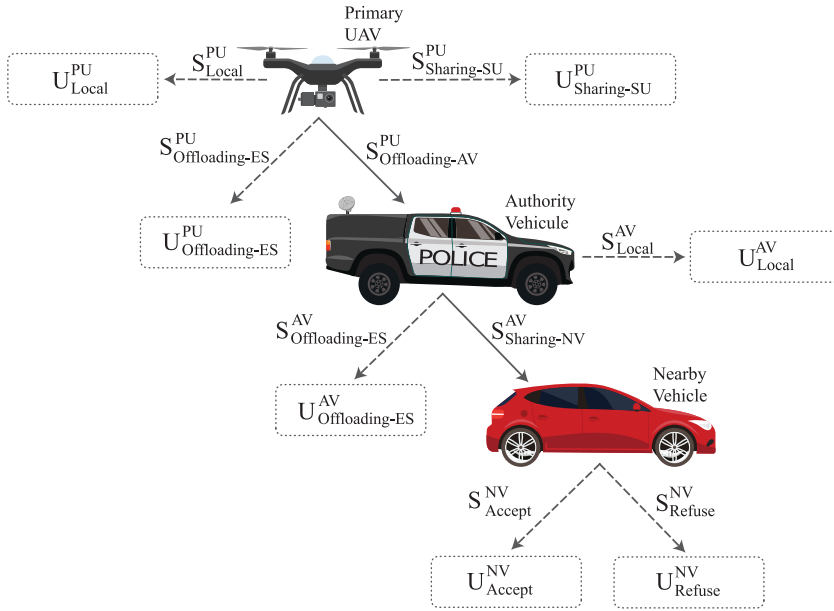 Primary
UAV
S^PU_Local
S^PU_Sharing-SU
U^PU_Local
U^PU_Sharing-SU
S^PU_Offloading-ES
S^PU_Offloading-AV
Authority
Vehicule
U^PU_Offloading-ES
POLICE
S^AV_Local
U^AV_Local
S^AV_Offloading-ES
S^AV_Sharing-NV
Nearby
Vehicle
U^AV_Offloading-ES
S^NV_Accept
S^NV_Refuse
U^NV_Accept
U^NV_Refuse